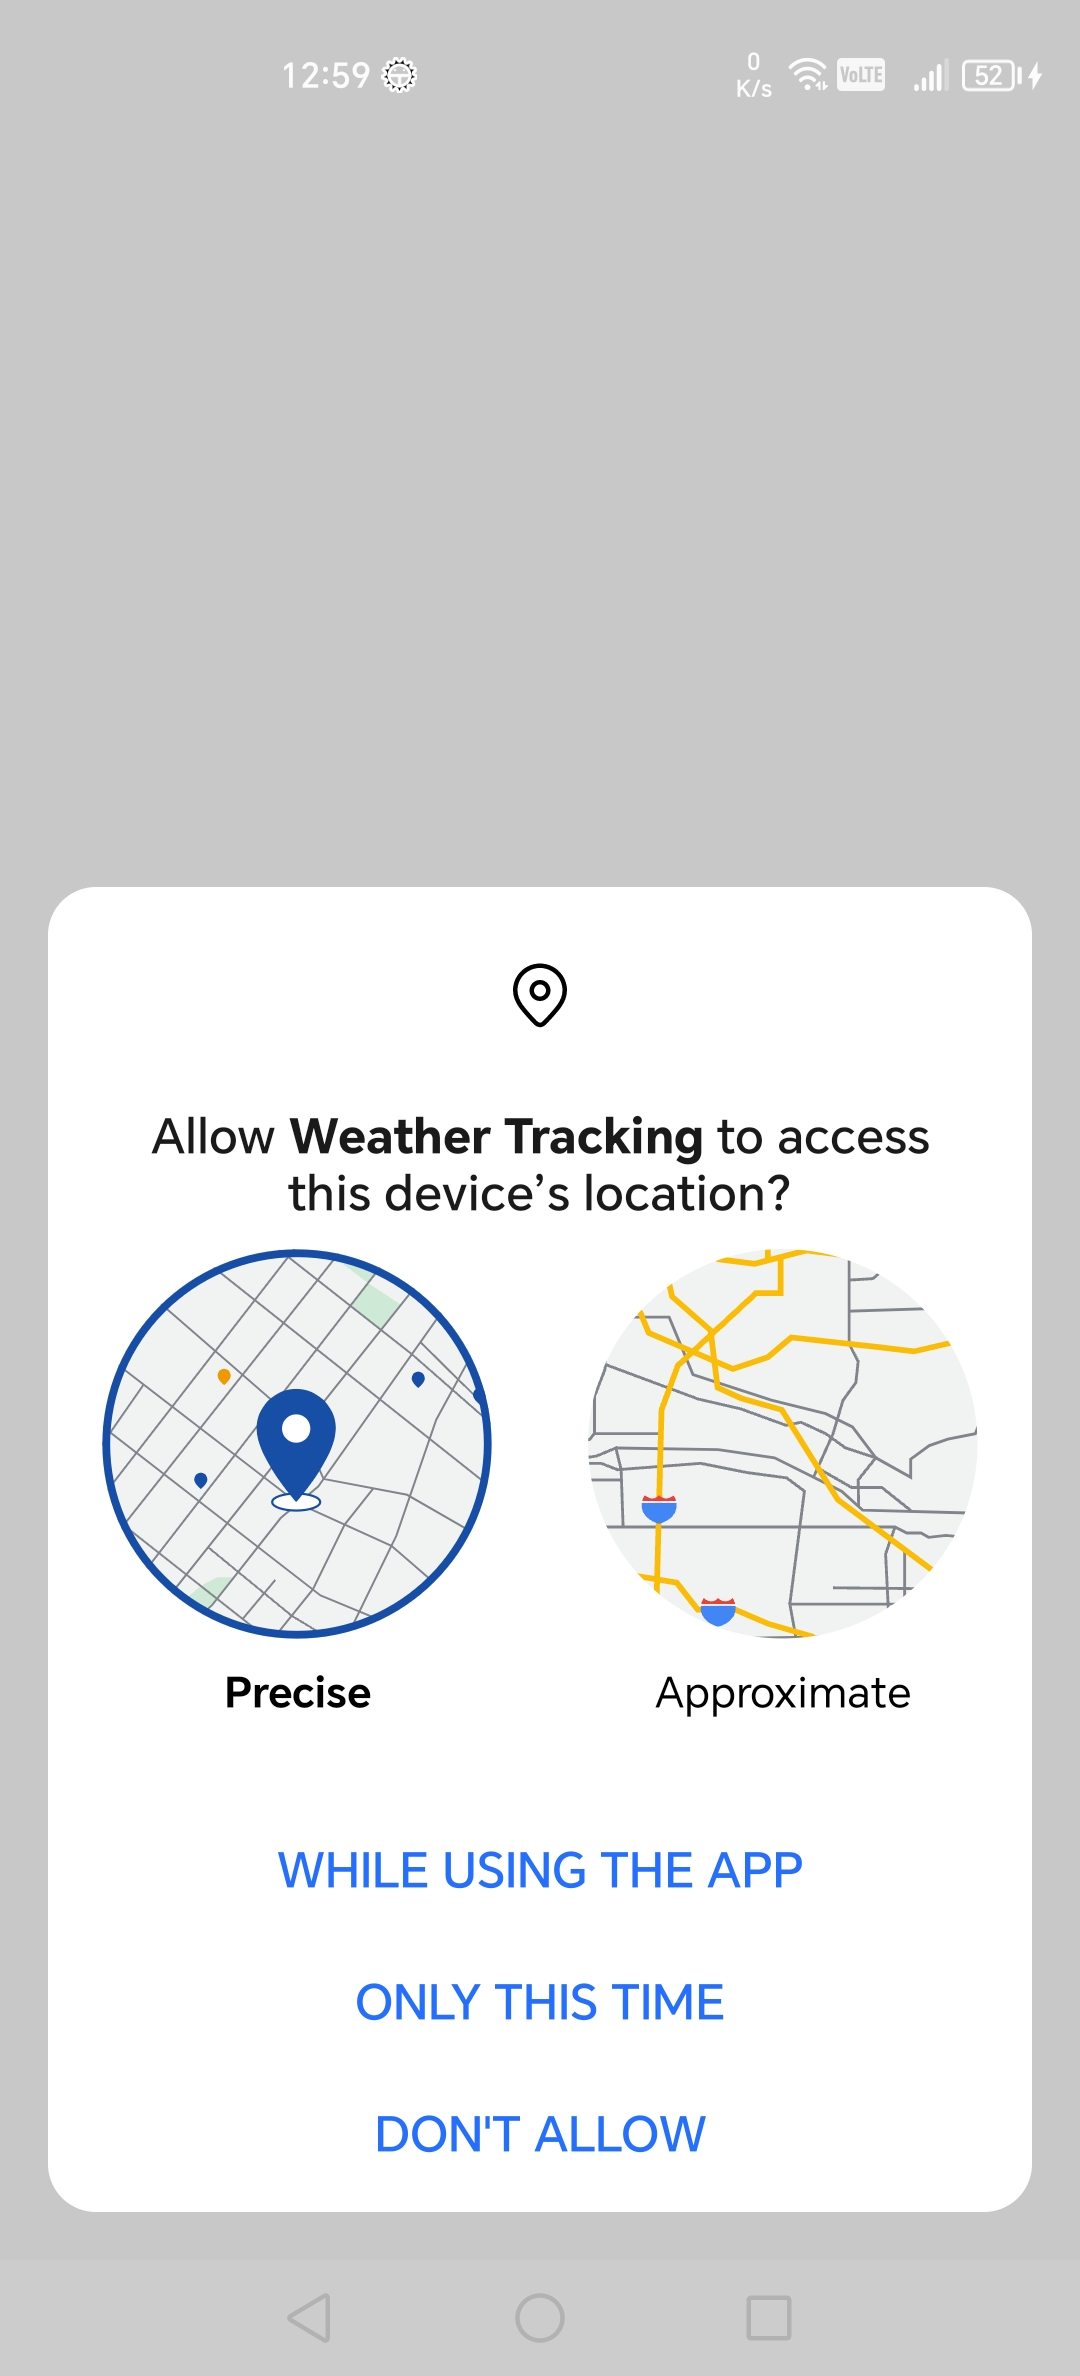 12:59
0
K/s
VoLTE
52
Allow Weather Tracking to access
this device’s location?
Precise
Approximate
WHILE USING THE APP
ONLY THIS TIME
DON'T ALLOW